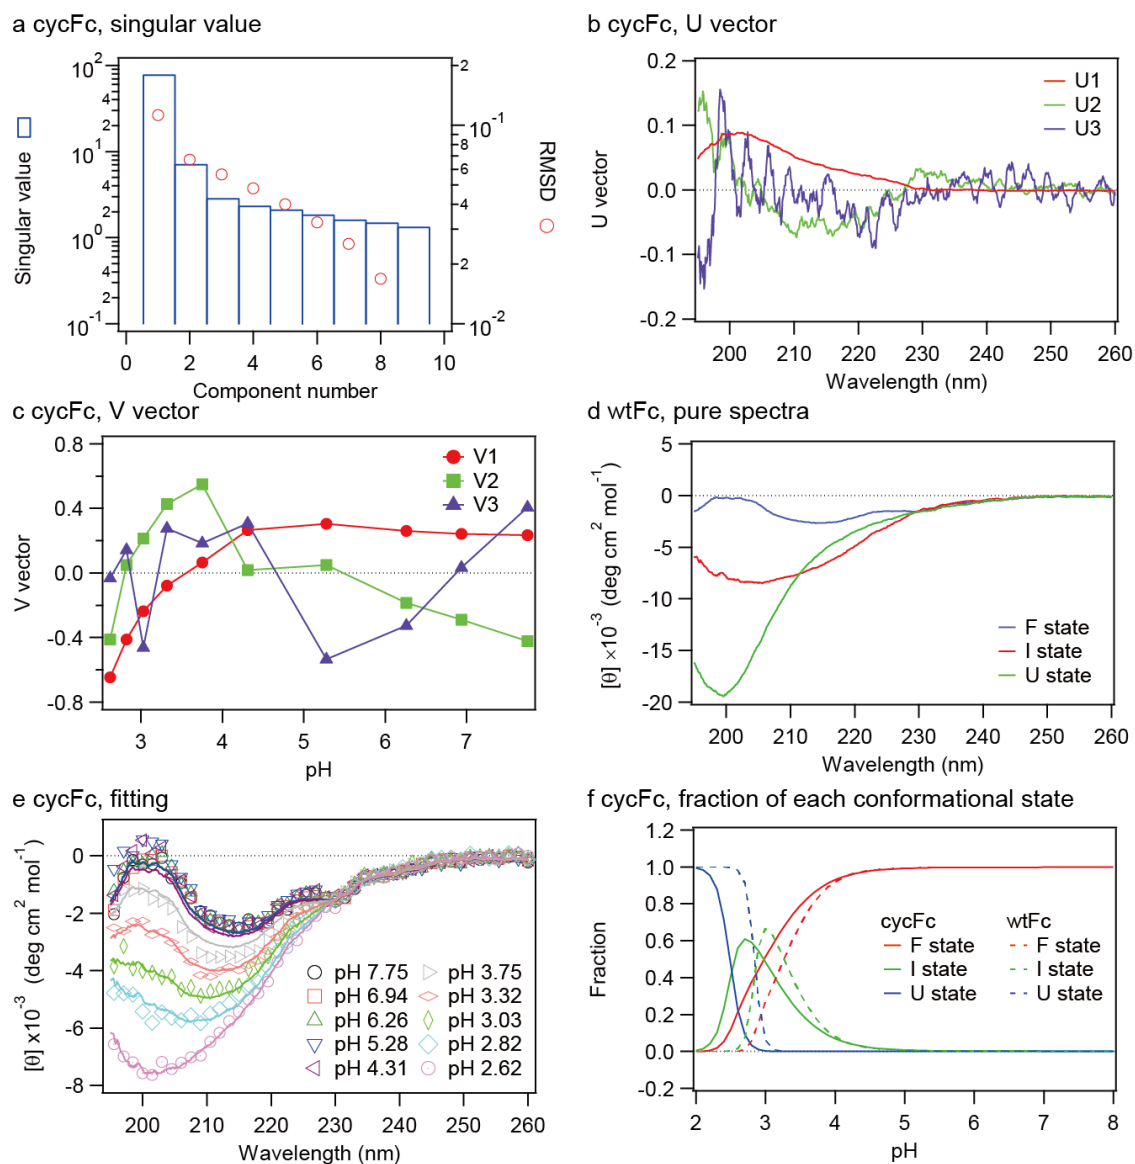 a cycFc, singular value
Singular value
10²
6
4
2
10¹
6
4
2
10⁰
6
4
2
10⁻¹
2
10⁻¹
8
6
4
2
10⁻²
RMSD
0 2 4 6 8 10
Component number
b cycFc, U vector
U vector
0.2
0.1
0.0
-0.1
-0.2
U1
U2
U3
200 210 220 230 240 250 260
Wavelength (nm)
c cycFc, V vector
V vector
0.8
0.4
0.0
-0.4
-0.8
V1
V2
V3
3 4 5 6 7
pH
d wtFc, pure spectra
[θ] ×10⁻³ (deg cm² mol⁻¹)
5
0
-5
-10
-15
-20
F state
I state
U state
200 210 220 230 240 250 260
Wavelength (nm)
e cycFc, fitting
[θ] x10⁻³ (deg cm² mol⁻¹)
0
-2
-4
-6
-8
pH 7.75 pH 3.75
pH 6.94 pH 3.32
pH 6.26 pH 3.03
pH 5.28 pH 2.82
pH 4.31 pH 2.62
200 210 220 230 240 250 260
Wavelength (nm)
f cycFc, fraction of each conformational state
Fraction
1.2
1.0
0.8
0.6
0.4
0.2
0.0
-0.2
cycFc wtFc
F state F state
I state I state
U state U state
2 3 4 5 6 7 8
pH